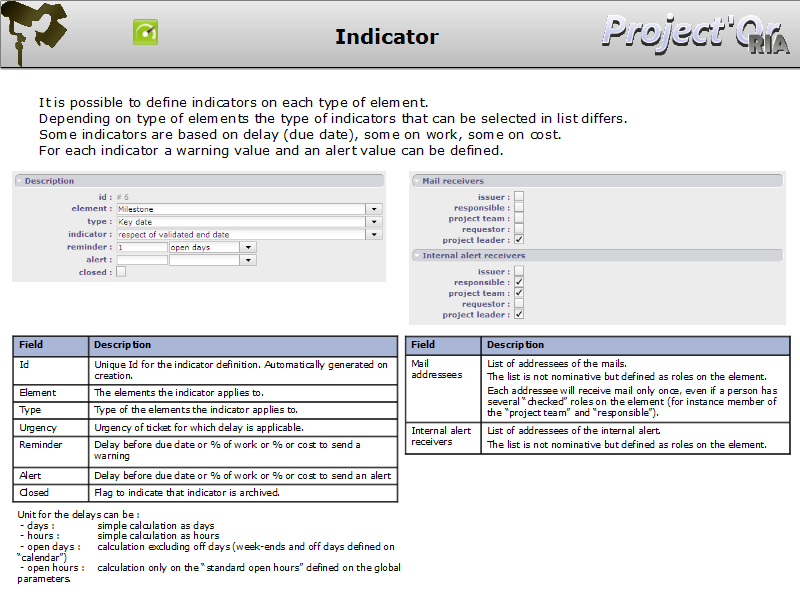 Indicator
Project'Or
RIA
It is possible to define indicators on each type of element.
Depending on type of elements the type of indicators that can be selected in list differs.
Some indicators are based on delay (due date), some on work, some on cost.
For each indicator a warning value and an alert value can be defined.
Description
id : # 6
element : Milestone
type : Key date
indicator : respect of validated end date
reminder : 1 open days
alert :
closed :
Mail receivers
issuer :
responsible :
project team :
requestor :
project leader :
Internal alert receivers
issuer :
responsible :
project team :
requestor :
project leader :
Field Description
Id Unique Id for the indicator definition. Automatically generated on
creation.
Element The elements the indicator applies to.
Type Type of the elements the indicator applies to.
Urgency Urgency of ticket for which delay is applicable.
Reminder Delay before due date or % of work or % or cost to send a
warning
Alert Delay before due date or % of work or % or cost to send an alert
Closed Flag to indicate that indicator is archived.
Unit for the delays can be :
- days : simple calculation as days
- hours : simple calculation as hours
- open days : calculation excluding off days (week-ends and off days defined on
“calendar”)
- open hours : calculation only on the “standard open hours” defined on the global
parameters.
Field Description
Mail List of addressees of the mails.
addressees The list is not nominative but defined as roles on the element.
Each addressee will receive mail only once, even if a person has
several “checked” roles on the element (for instance member of
the “project team” and “responsible”).
Internal alert List of addressees of the internal alert.
receivers The list is not nominative but defined as roles on the element.